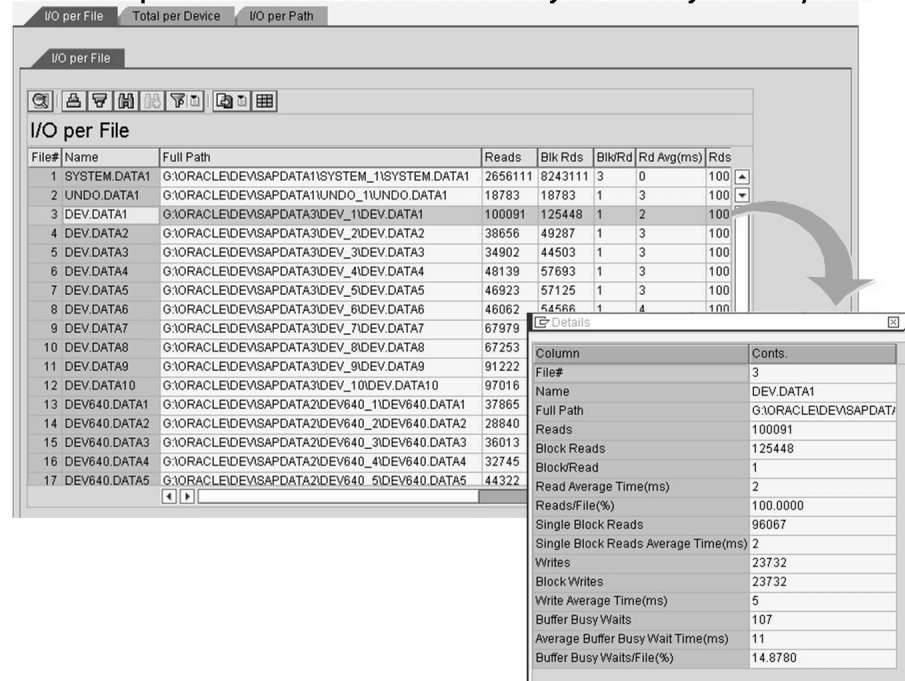 I/O per File Total per Device I/O per Path
I/O per File
I/O per File
File# Name Full Path Reads Blk Rds Blk/Rd Rd Avg(ms) Rds
1 SYSTEM.DATA1 G:\ORACLE\DEV\SAPDATA1\SYSTEM_1\SYSTEM.DATA1 2656111 8243111 3 0 100
2 UNDO.DATA1 G:\ORACLE\DEV\SAPDATA1\UNDO_1\UNDO.DATA1 18783 18783 1 3 100
3 DEV.DATA1 G:\ORACLE\DEV\SAPDATA3\DEV_1\DEV.DATA1 100091 125448 1 2 100
4 DEV.DATA2 G:\ORACLE\DEV\SAPDATA3\DEV_2\DEV.DATA2 38656 49287 1 3 100
5 DEV.DATA3 G:\ORACLE\DEV\SAPDATA3\DEV_3\DEV.DATA3 34902 44503 1 3 100
6 DEV.DATA4 G:\ORACLE\DEV\SAPDATA3\DEV_4\DEV.DATA4 48139 57693 1 3 100
7 DEV.DATA5 G:\ORACLE\DEV\SAPDATA3\DEV_5\DEV.DATA5 46923 57125 1 3 100
8 DEV.DATA6 G:\ORACLE\DEV\SAPDATA3\DEV_6\DEV.DATA6 46062 54566 1 4 100
9 DEV.DATA7 G:\ORACLE\DEV\SAPDATA3\DEV_7\DEV.DATA7 67979
10 DEV.DATA8 G:\ORACLE\DEV\SAPDATA3\DEV_8\DEV.DATA8 67253
11 DEV.DATA9 G:\ORACLE\DEV\SAPDATA3\DEV_9\DEV.DATA9 91222
12 DEV.DATA10 G:\ORACLE\DEV\SAPDATA3\DEV_10\DEV.DATA10 97016
13 DEV640.DATA1 G:\ORACLE\DEV\SAPDATA2\DEV640_1\DEV640.DATA1 37865
14 DEV640.DATA2 G:\ORACLE\DEV\SAPDATA2\DEV640_2\DEV640.DATA2 28840
15 DEV640.DATA3 G:\ORACLE\DEV\SAPDATA2\DEV640_3\DEV640.DATA3 36013
16 DEV640.DATA4 G:\ORACLE\DEV\SAPDATA2\DEV640_4\DEV640.DATA4 32745
17 DEV640.DATA5 G:\ORACLE\DEV\SAPDATA2\DEV640_5\DEV640.DATA5 44322
Details
Column Conts.
File# 3
Name DEV.DATA1
Full Path G:\ORACLE\DEV\SAPDAT
Reads 100091
Block Reads 125448
Block/Read 1
Read Average Time(ms) 2
Reads/File(%) 100.0000
Single Block Reads 96067
Single Block Reads Average Time(ms) 2
Writes 23732
Block Writes 23732
Write Average Time(ms) 5
Buffer Busy Waits 107
Average Buffer Busy Wait Time(ms) 11
Buffer Busy Waits/File(%) 14.8780